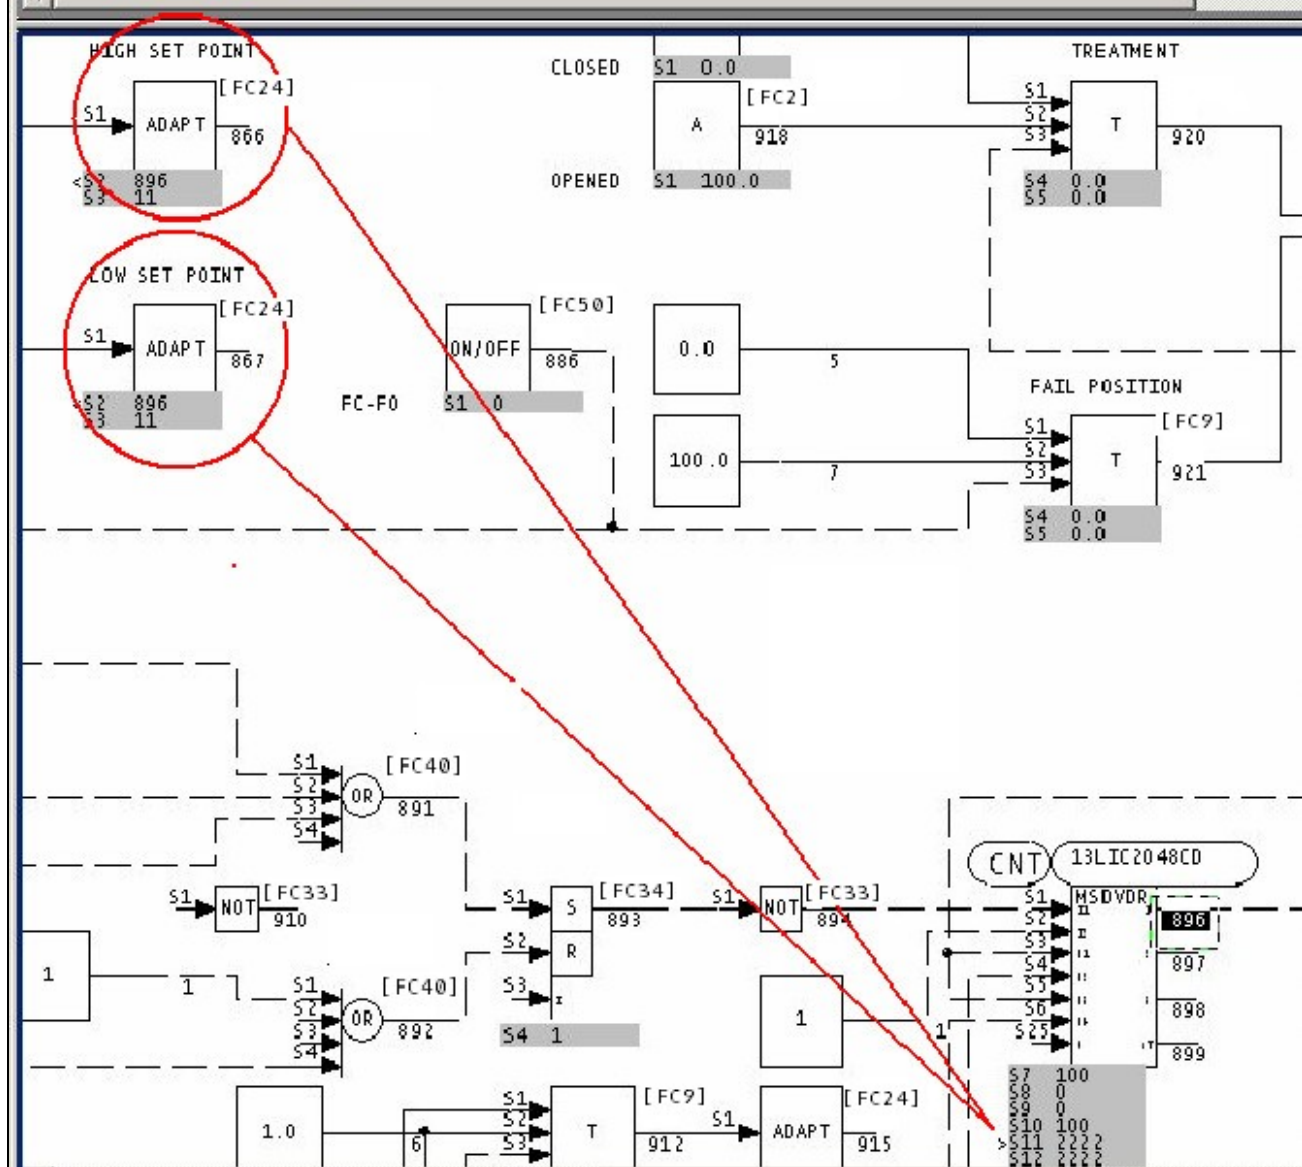 HIGH SET POINT
[FC24]
S1
ADAPT
866
<S2 896
S3 11
LOW SET POINT
[FC24]
S1
ADAPT
867
<S2 896
S3 11
CLOSED
S1 0.0
[FC2]
A
918
OPENED
S1 100.0
TREATMENT
S1
S2
S3
T
920
S4 0.0
S5 0.0
[FC50]
ON/OFF
886
FC-FO
S1 0
0.0
5
100.0
7
FAIL POSITION
[FC9]
S1
S2
S3
T
921
S4 0.0
S5 0.0
[FC40]
S1
S2
S3
S4
OR
891
S1
NOT
[FC33]
910
S1
S
[FC34]
893
S2
R
S3
S4 1
S1
NOT
[FC33]
894
1
1
[FC40]
S1
S2
S3
S4
OR
892
1
1
CNT
13LIC2048CD
MSDVDR
S1
S2
S3
S4
S5
S6
S25
896
897
898
899
S7 100
S8 0
S9 0
S10 100
>S11 2222
S12 2222
1.0
6
S1
S2
S3
T
[FC9]
912
S1
ADAPT
[FC24]
915